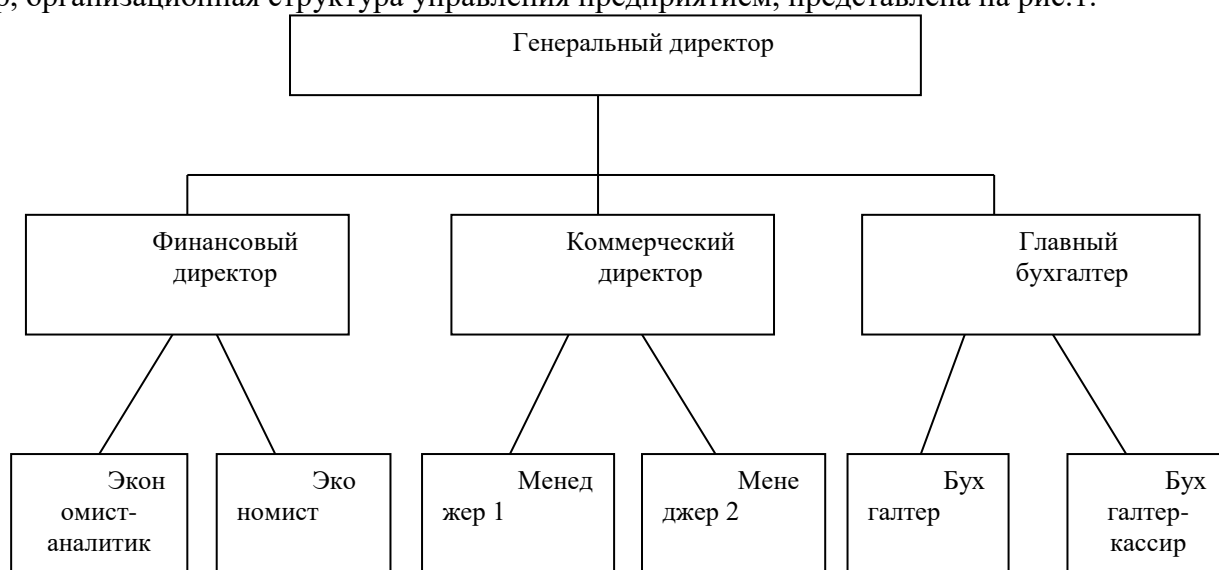 организационная структура управления предприятием, представлена на рис.1.
Генеральный директор
Финансовый
директор
Коммерческий
директор
Главный
бухгалтер
Экон
омист-
аналитик
Эко
номист
Менед
жер 1
Мене
джер 2
Бух
галтер
Бух
галтер-
кассир